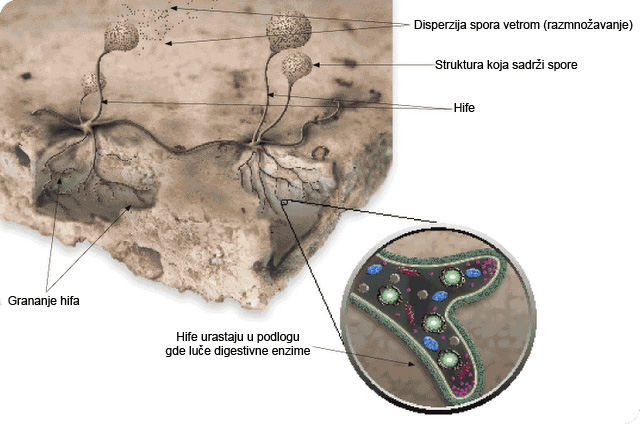 Disperzija spora vetrom (razmnožavanje)
Struktura koja sadrži spore
Hife
Grananje hifa
Hife urastaju u podlogu
gde luče digestivne enzime